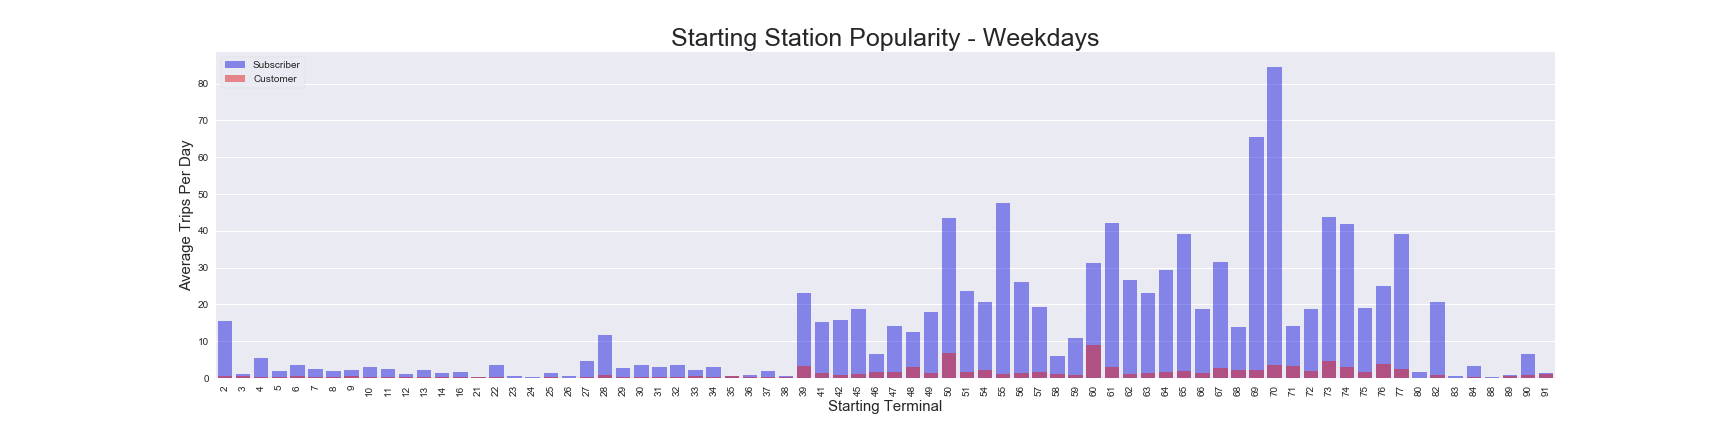 Starting Station Popularity - Weekdays
Subscriber
Customer
Average Trips Per Day
80
70
60
50
40
30
20
10
0
2 3 4 5 6 7 8 9 10 11 12 13 14 16 21 22 23 24 25 26 27 28 29 30 31 32 33 34 35 36 37 38 39 41 42 45 46 47 48 49 50 51 54 55 56 57 58 59 60 61 62 63 64 65 66 67 68 69 70 71 72 73 74 75 76 77 80 82 83 84 88 89 90 91
Starting Terminal